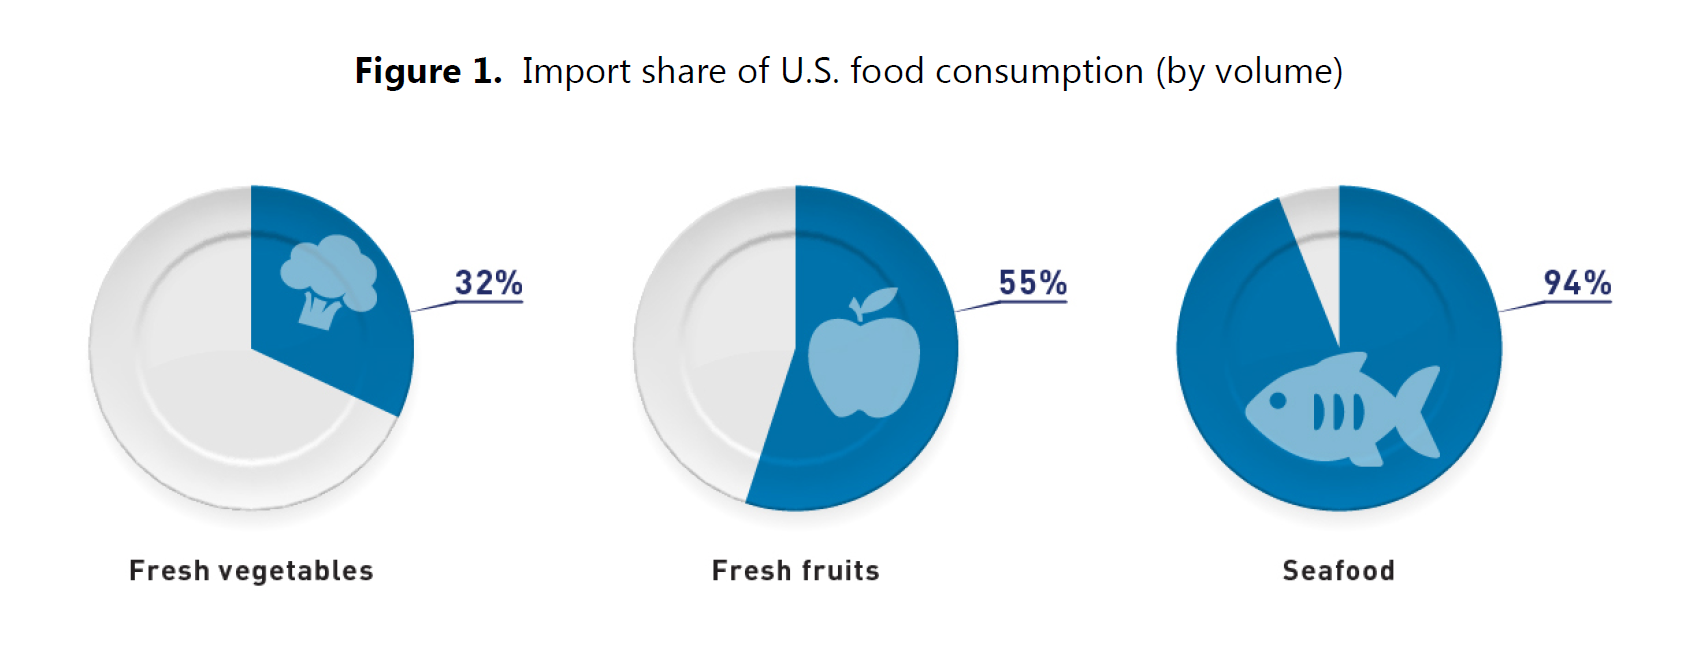 Figure 1. Import share of U.S. food consumption (by volume)
32%
55%
94%
Fresh vegetables
Fresh fruits
Seafood